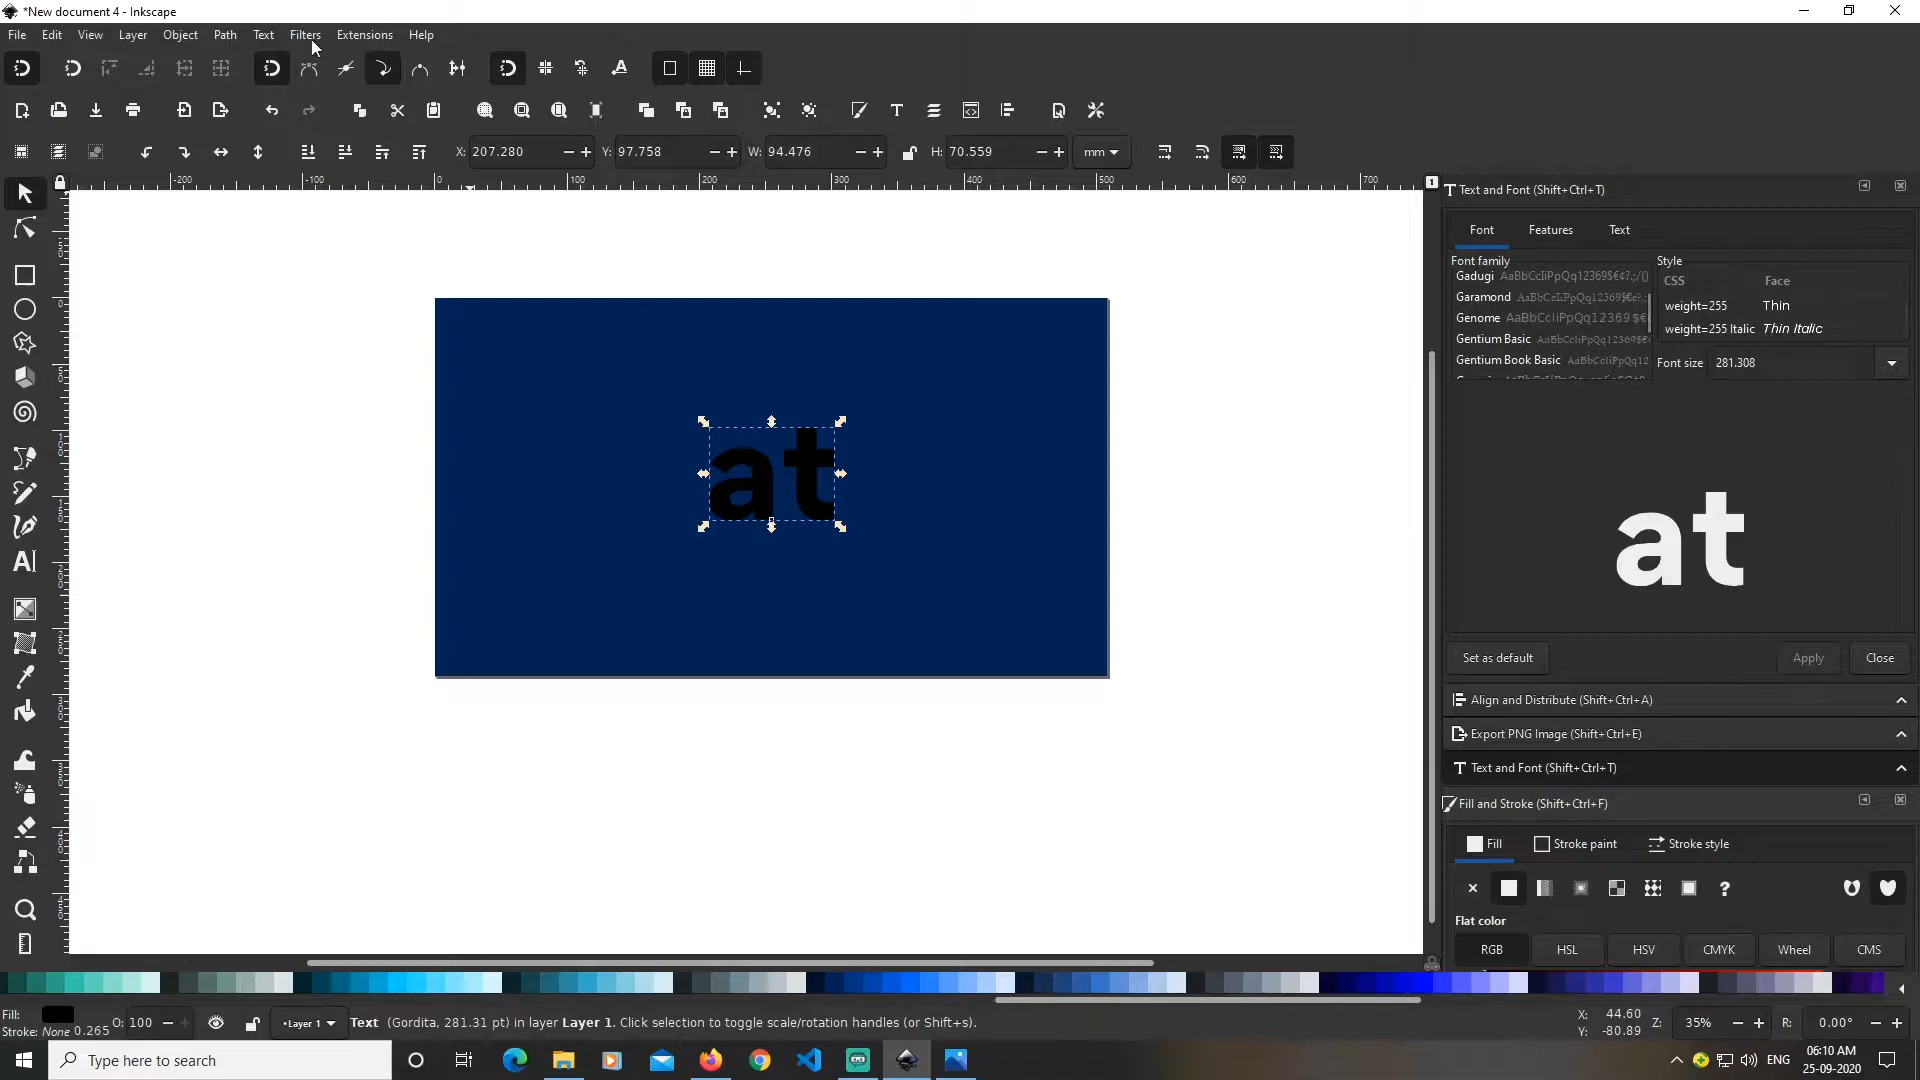 *New document 4 - Inkscape
File Edit View Layer Object Path Text Filters Extensions Help
X: 207.280 Y: 97.758 W: 94.476 H: 70.559 mm
-200 -100 0 100 200 300 400 500 600 700
1
Text and Font (Shift+Ctrl+T)
Font Features Text
Font family
Style
Gadugi AaBbCcIiPpQq12369$€¢?.;/()
CSS Face
Garamond AaBbCcIiPpQq12369$€¢?.;
weight=255 Thin
Genome AaBbCcIiPpQq12369$€
weight=255 Italic Thin Italic
Gentium Basic AaBbCcIiPpQq12369$€
Gentium Book Basic AaBbCcIiPpQq12
Font size 281.308
at
at
Set as default Apply Close
Align and Distribute (Shift+Ctrl+A)
Export PNG Image (Shift+Ctrl+E)
Text and Font (Shift+Ctrl+T)
Fill and Stroke (Shift+Ctrl+F)
Fill Stroke paint Stroke style
Flat color
RGB HSL HSV CMYK Wheel CMS
Fill:
Stroke: None 0.265 O: 100 •Layer 1 Text (Gordita, 281.31 pt) in layer Layer 1. Click selection to toggle scale/rotation handles (or Shift+s).
X: 44.60
Y: -80.89
Z: 35% R: 0.00°
Type here to search
ENG
06:10 AM
25-09-2020